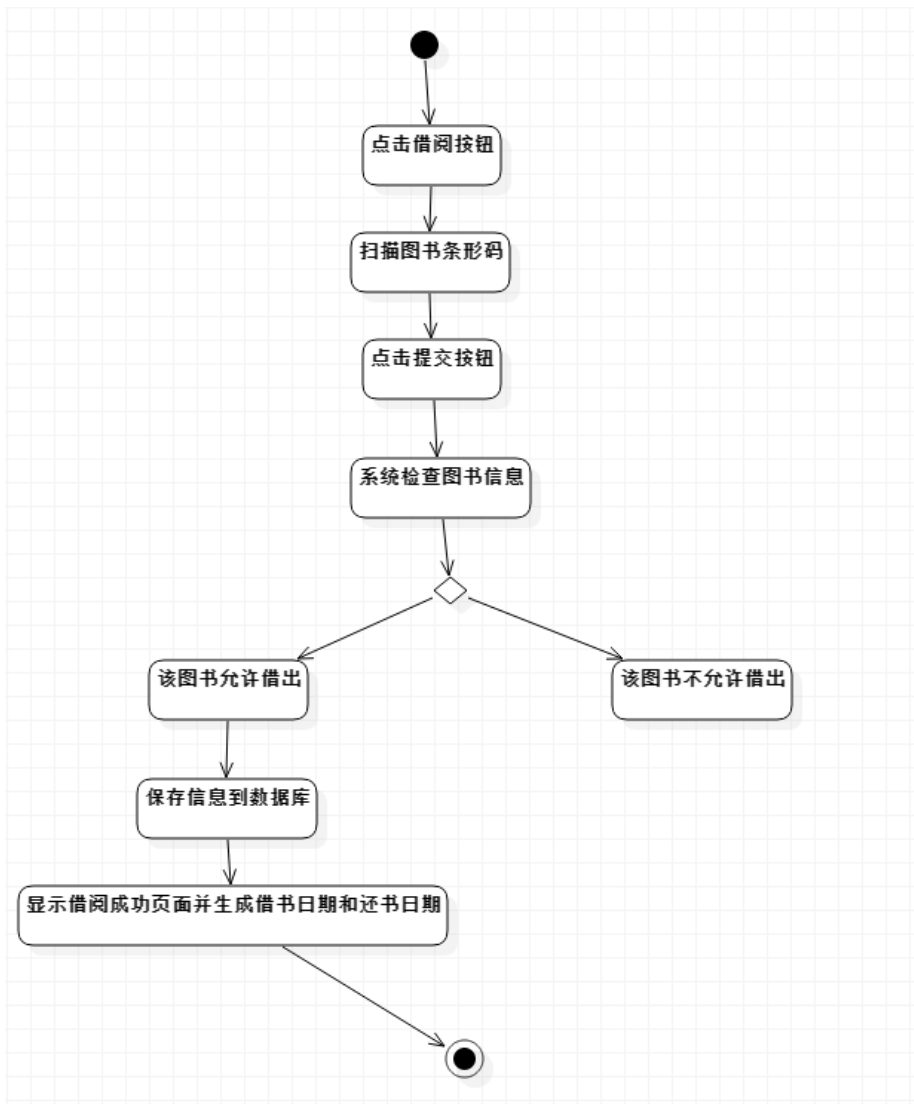 点击借阅按钮
扫描图书条形码
点击提交按钮
系统检查图书信息
该图书允许借出
该图书不允许借出
保存信息到数据库
显示借阅成功页面并生成借书日期和还书日期